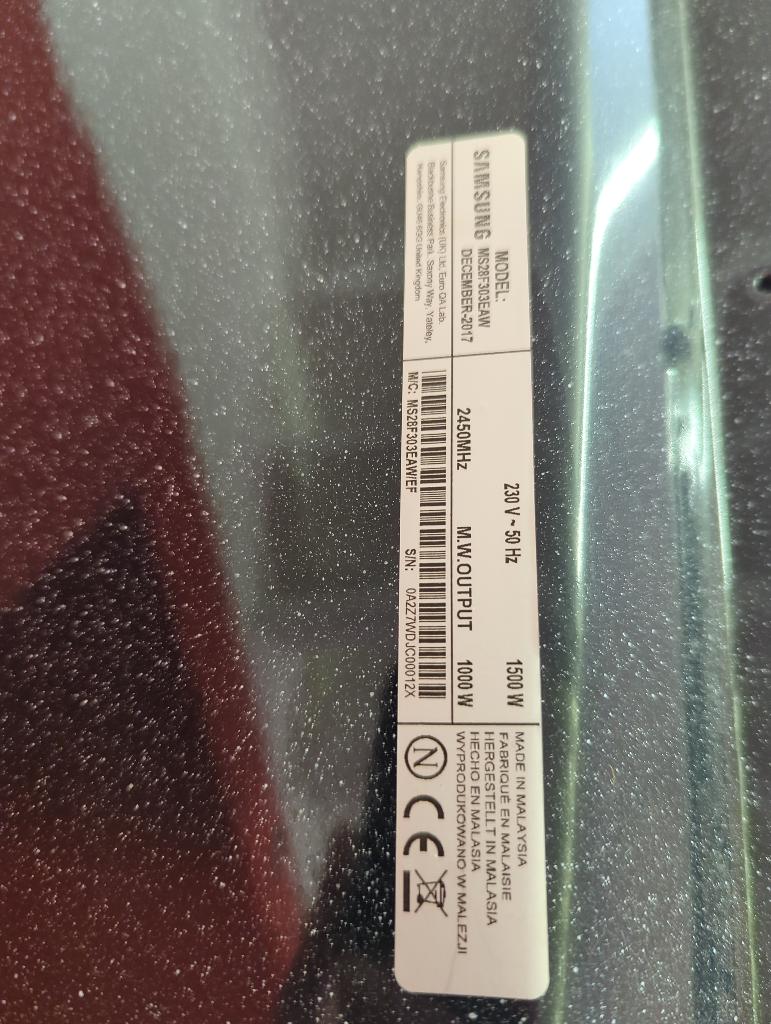 SAMSUNG
MODEL:
MS28F303EAW
DECEMBER-2017
Samsung Electronics (UK) Ltd, Euro QA Lab.
Blackbushe Business Park, Saxony Way, Yateley,
Hampshire, GU46 6GG United Kingdom
230 V ~ 50 Hz 1500 W
2450MHz M.W.OUTPUT 1000 W
M/C: MS28F303EAW/EF S/N: 0A2Z7WDJC00012X
MADE IN MALAYSIA
FABRIQUÉ EN MALAISIE
HERGESTELLT IN MALASIA
HECHO EN MALASIA
WYPRODUKOWANO W MALEZJI
N CE